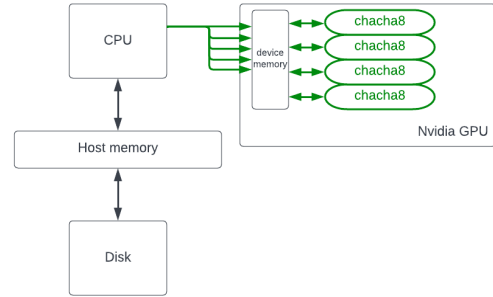 CPU
device
memory
chacha8
chacha8
chacha8
chacha8
Nvidia GPU
Host memory
Disk